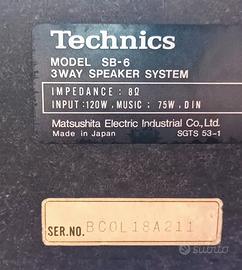 Technics
MODEL SB-6
3WAY SPEAKER SYSTEM
IMPEDANCE: 8Ω
INPUT:120W, MUSIC; 75W, DIN
Matsushita Electric Industrial Co.,Ltd.
Made in Japan SGTS 53-1
SER.NO. BC0L18A211
subito